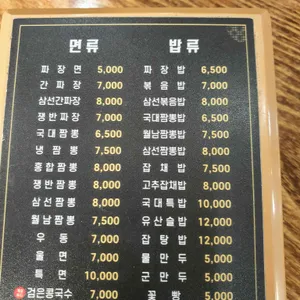 면류
짜장면 5,000
간짜장 7,000
삼선간짜장 8,000
쟁반짜장 7,000
국대짬뽕 6,500
냉짬뽕 7,500
홍합짬뽕 8,000
쟁반짬뽕 8,000
삼선짬뽕 8,000
월남짬뽕 7,500
우동 7,000
울면 7,000
특면 10,000
검은콩국수 7,000
밥류
짜장밥 6,500
볶음밥 7,000
삼선볶음밥 8,000
국대짬뽕밥 6,500
월남짬뽕밥 7,500
삼선짬뽕밥 8,000
잡채밥 7,500
고추잡채밥 8,000
국대특밥 10,000
유산슬밥 12,000
잡탕밥 12,000
물만두 5,000
군만두 5,000
꽃빵